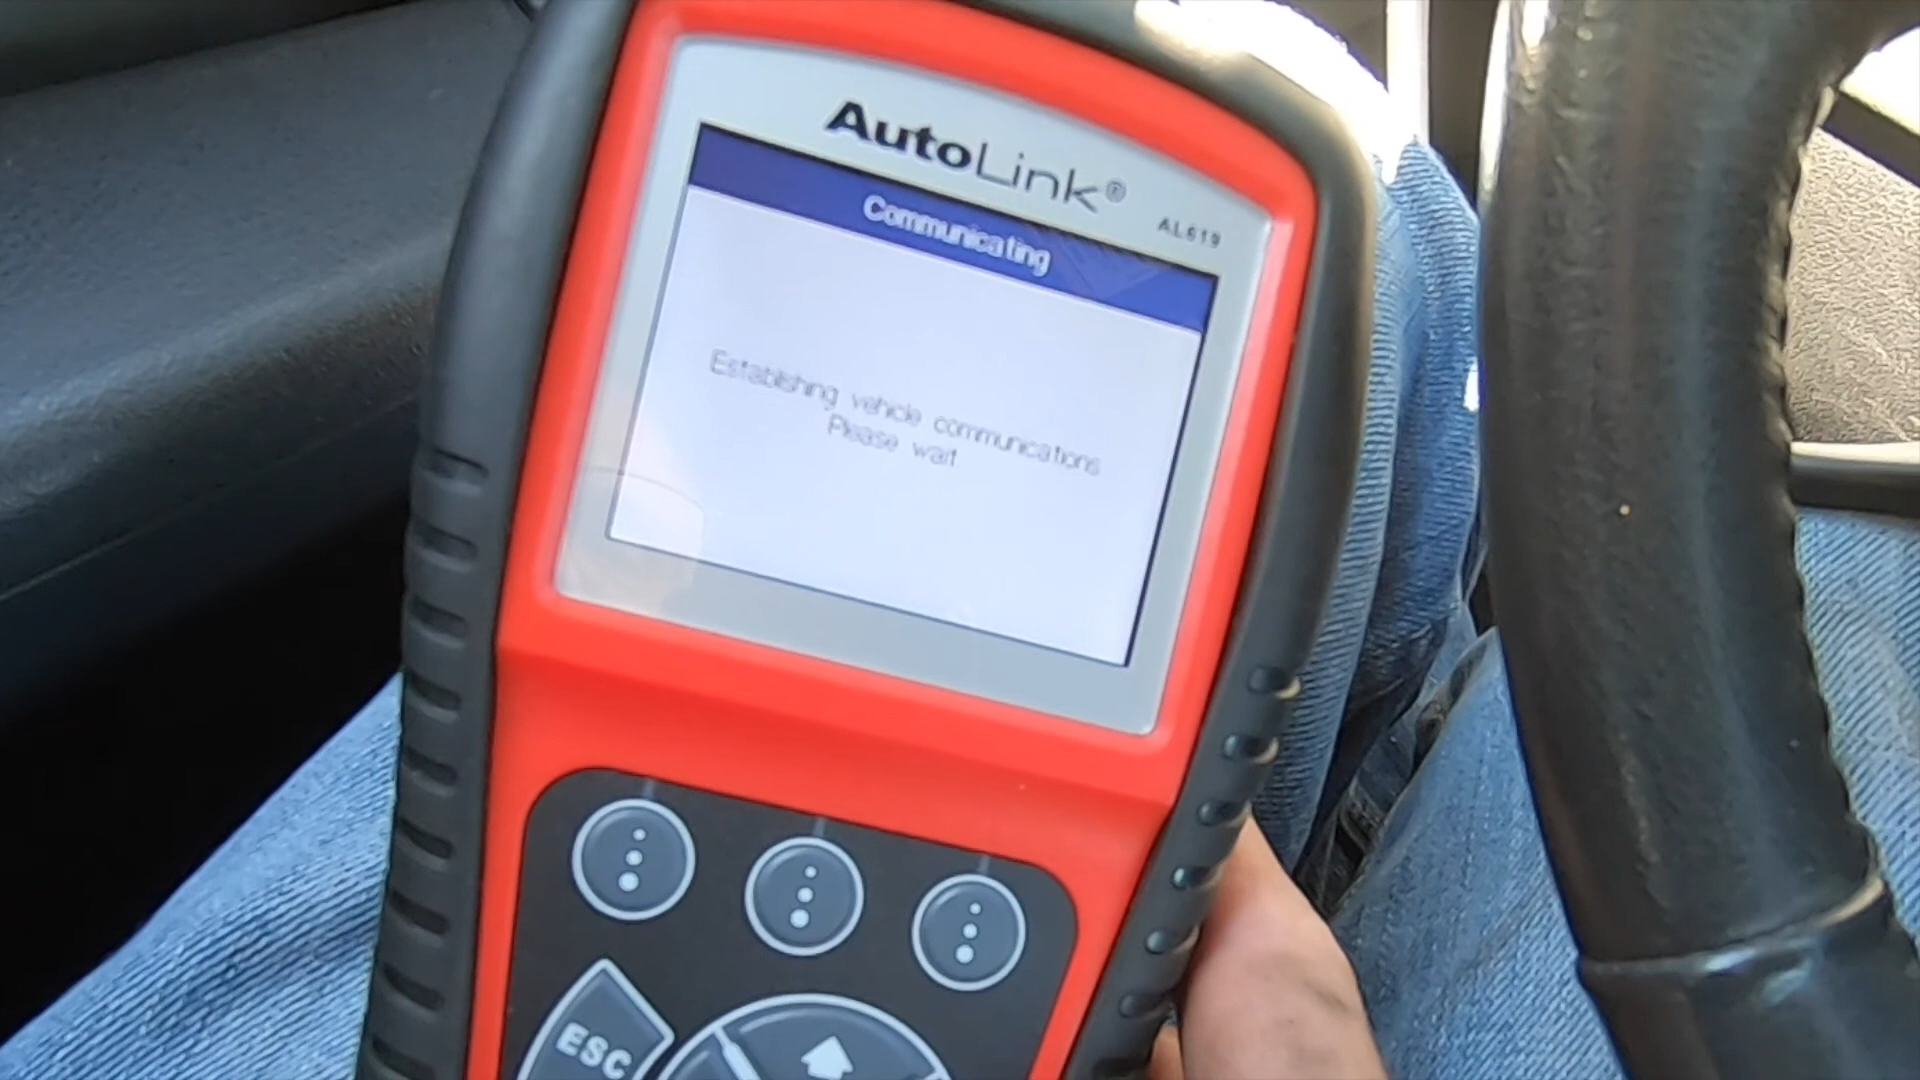 AutoLink®
AL619
Communicating
Establishing vehicle communications
Please wait
ESC